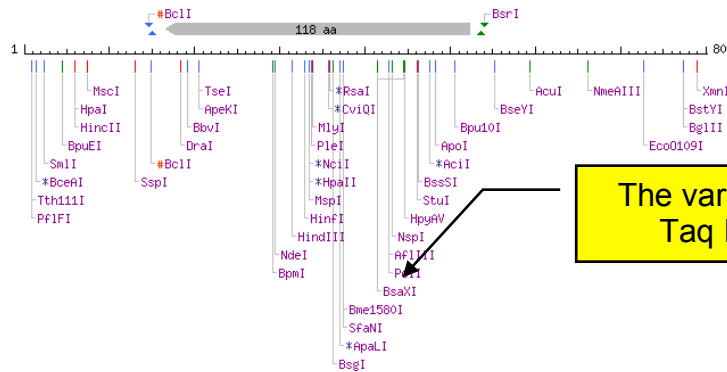 #BclI
BsrI
118 aa
1
80
MscI
TseI
*RsaI
AcuI
NmeAIII
XmnI
HpaI
ApeKI
*CviQI
BseYI
BstYI
HincII
BbvI
MlyI
Bpu10I
BglII
BpuEI
DraI
PleI
ApoI
EcoO109I
SmlI
#BclI
*NciI
*AciI
*BceAI
SspI
*HpaII
BssSI
Tth111I
MspI
StuI
PflFI
HinfI
HpyAV
HindIII
NspI
NdeI
AflIII
BpmI
BsaXI
Bme1580I
SfaNI
*ApaLI
BsgI
The var
Taq